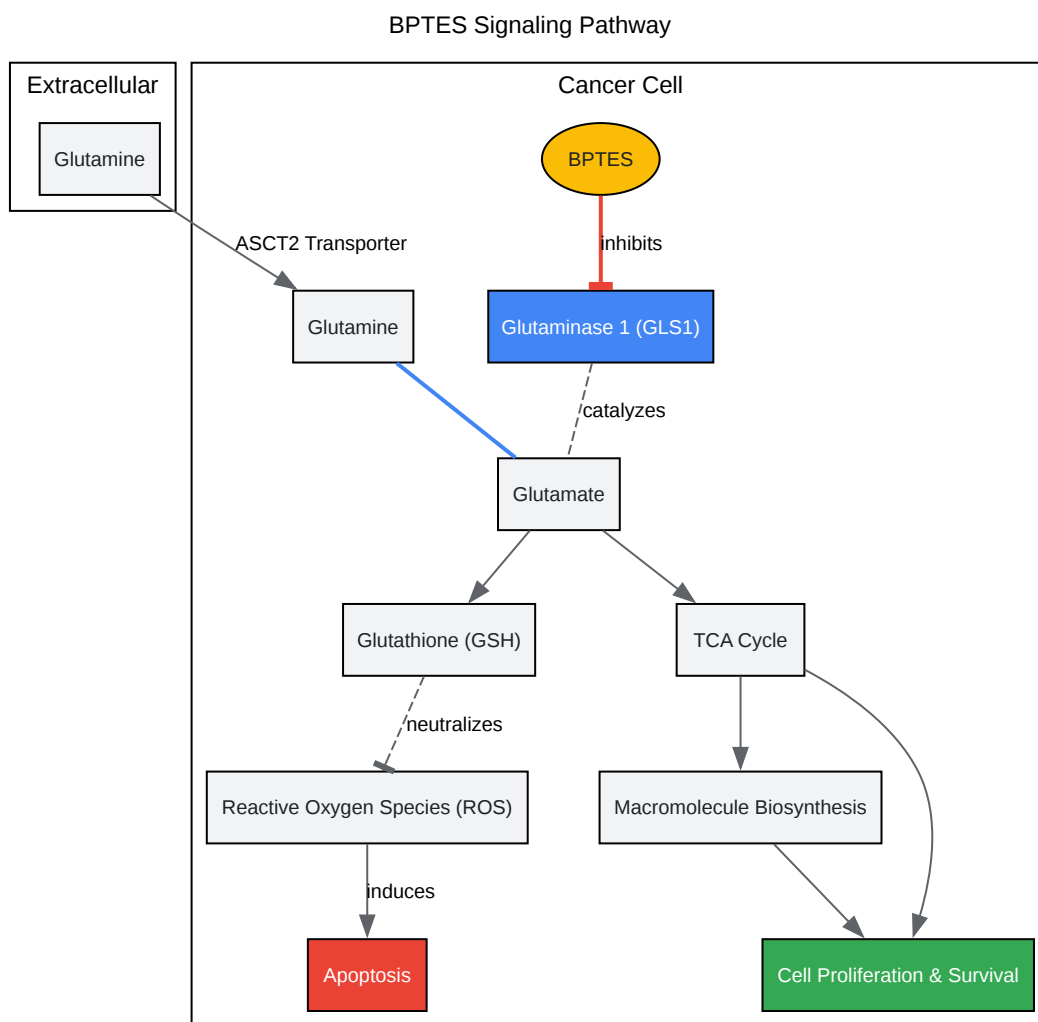 BPTES Signaling Pathway
Extracellular
Cancer Cell
Glutamine
BPTES
ASCT2 Transporter
inhibits
Glutamine
Glutaminase 1 (GLS1)
catalyzes
Glutamate
Glutathione (GSH)
TCA Cycle
neutralizes
Reactive Oxygen Species (ROS)
Macromolecule Biosynthesis
induces
Apoptosis
Cell Proliferation & Survival